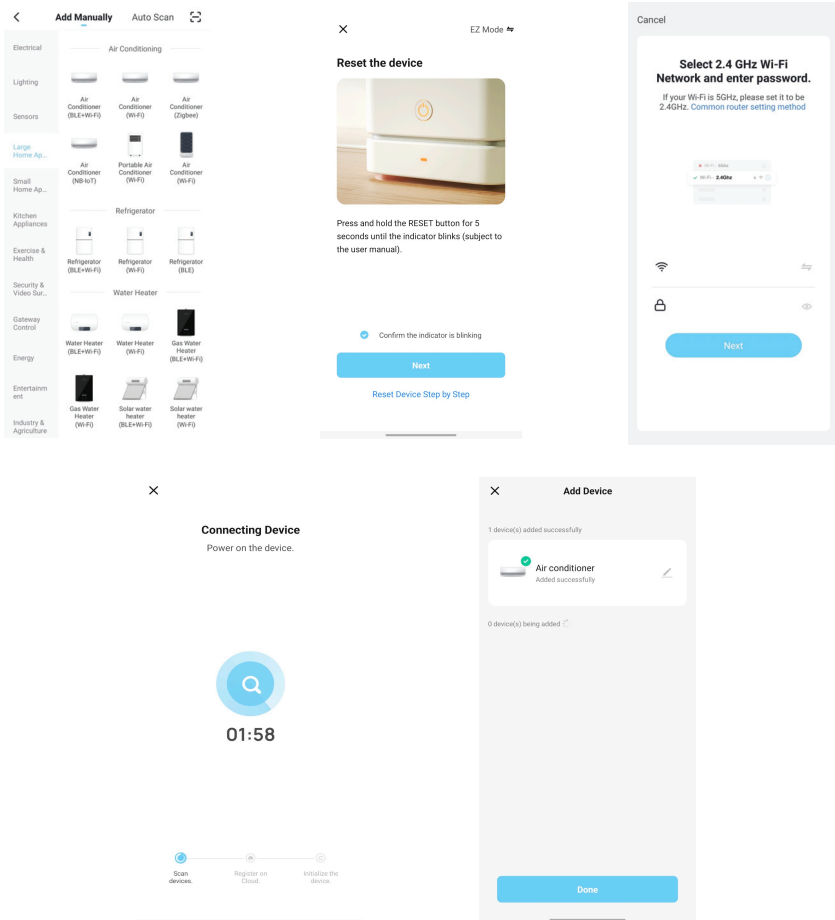 Add Manually
Auto Scan
Electrical
Lighting
Sensors
Large
Home Ap...
Small
Home Ap...
Kitchen
Appliances
Exercise &
Health
Security &
Video Sur...
Gateway
Control
Energy
Entertainm
ent
Industry &
Agriculture
Air Conditioning
Air
Conditioner
(BLE+Wi-Fi)
Air
Conditioner
(Wi-Fi)
Air
Conditioner
(Zigbee)
Air
Conditioner
(NB-IoT)
Portable Air
Conditioner
(Wi-Fi)
Air
Conditioner
(Wi-Fi)
Refrigerator
Refrigerator
(BLE+Wi-Fi)
Refrigerator
(Wi-Fi)
Refrigerator
(BLE)
Water Heater
Water Heater
(BLE+Wi-Fi)
Water Heater
(Wi-Fi)
Gas Water
Heater
(BLE+Wi-Fi)
Gas Water
Heater
(Wi-Fi)
Solar water
heater
(BLE+Wi-Fi)
Solar water
heater
(Wi-Fi)
EZ Mode
Reset the device
Press and hold the RESET button for 5
seconds until the indicator blinks (subject to
the user manual).
Confirm the indicator is blinking
Next
Reset Device Step by Step
Cancel
Select 2.4 GHz Wi-Fi
Network and enter password.
If your Wi-Fi is 5GHz, please set it to be
2.4GHz. Common router setting method
Wi-Fi - 5Ghz
Wi-Fi - 2.4Ghz
Next
Connecting Device
Power on the device.
01:58
Scan
devices.
Register on
Cloud.
Initialize the
device.
Add Device
1 device(s) added successfully
Air conditioner
Added successfully
0 device(s) being added
Done